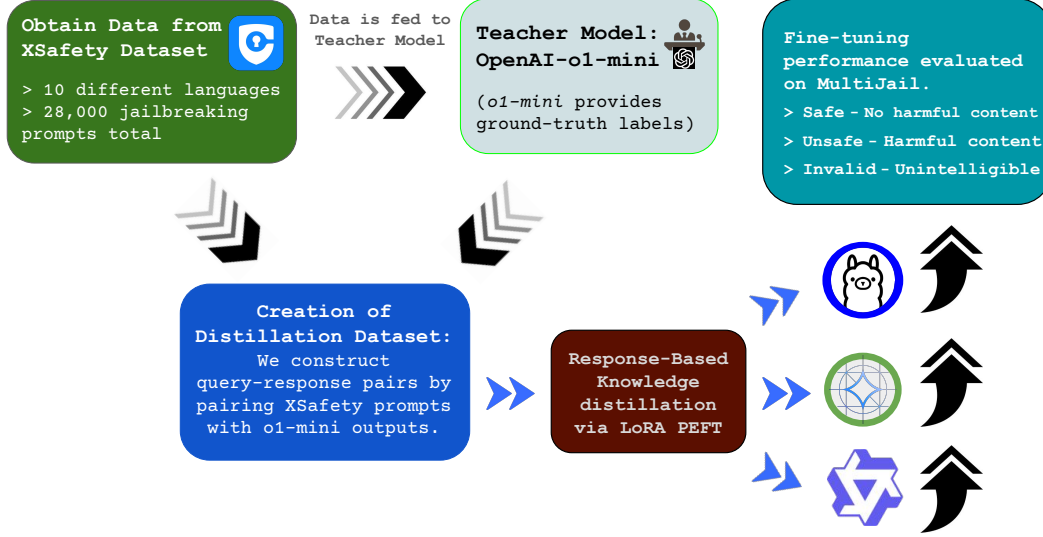 Obtain Data from
XSafety Dataset
> 10 different languages
> 28,000 jailbreaking
prompts total
Data is fed to
Teacher Model
Teacher Model:
OpenAI-o1-mini
(o1-mini provides
ground-truth labels)
Fine-tuning
performance evaluated
on MultiJail.
> Safe - No harmful content
> Unsafe - Harmful content
> Invalid - Unintelligible
Creation of
Distillation Dataset:
We construct
query-response pairs by
pairing XSafety prompts
with o1-mini outputs.
Response-Based
Knowledge
distillation
via LoRA PEFT